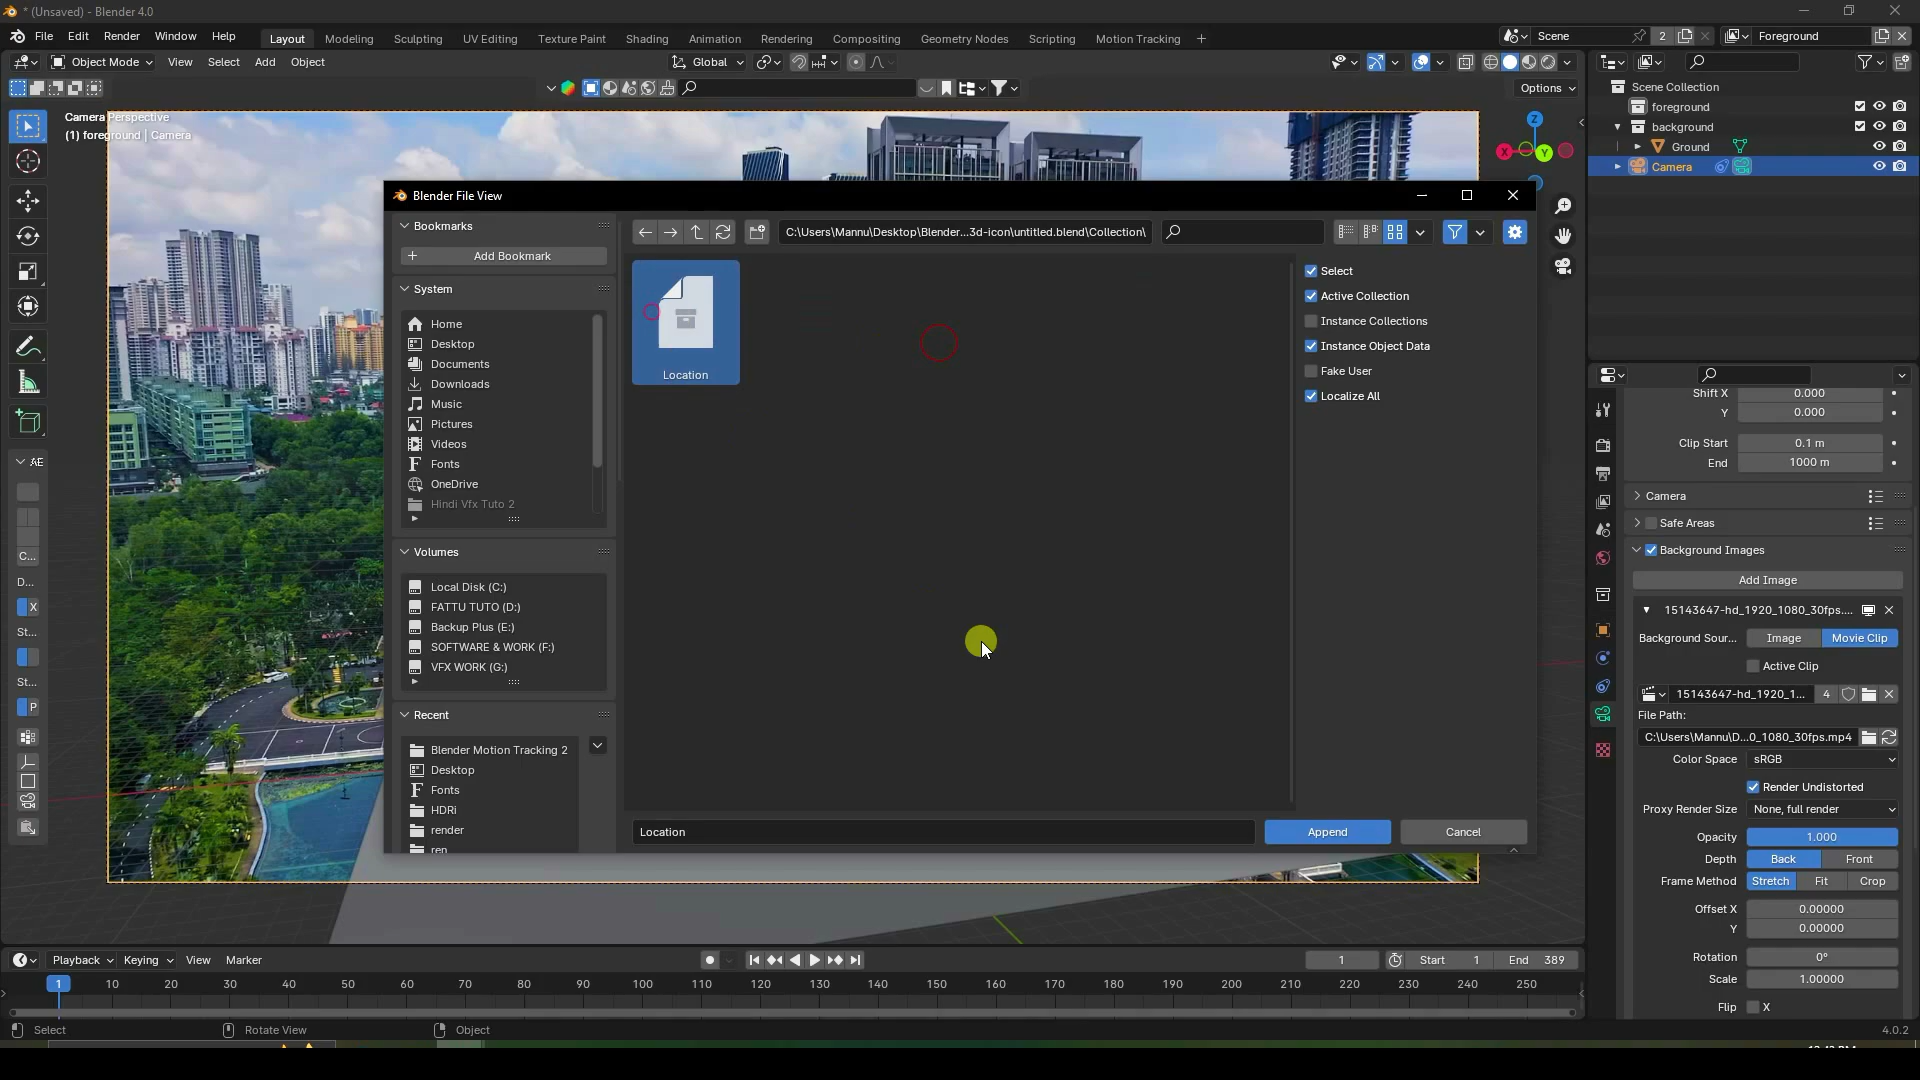 * (Unsaved) - Blender 4.0
File Edit Render Window Help Layout Modeling Sculpting UV Editing Texture Paint Shading Animation Rendering Compositing Geometry Nodes Scripting Motion Tracking + Scene 2 Foreground
Object Mode View Select Add Object Global
Options
Camera Perspective
(1) foreground | Camera
Z
X
Y
AE
C...
D...
X
St...
St...
P
Blender File View
Bookmarks
Add Bookmark
System
Home
Desktop
Documents
Downloads
Music
Pictures
Videos
Fonts
OneDrive
Hindi Vfx Tuto 2
Volumes
Local Disk (C:)
FATTU TUTO (D:)
Backup Plus (E:)
SOFTWARE & WORK (F:)
VFX WORK (G:)
Recent
Blender Motion Tracking 2
Desktop
Fonts
HDRi
render
ren
C:\Users\Mannu\Desktop\Blender...3d-icon\untitled.blend\Collection\
Location
Select
Active Collection
Instance Collections
Instance Object Data
Fake User
Localize All
Location
Append Cancel
Scene Collection
foreground
background
Ground
Camera
Shift X 0.000
Y 0.000
Clip Start 0.1 m
End 1000 m
Camera
Safe Areas
Background Images
Add Image
15143647-hd_1920_1080_30fps....
Background Sour... Image Movie Clip
Active Clip
15143647-hd_1920_1... 4
File Path:
C:\Users\Mannu\D...0_1080_30fps.mp4
Color Space sRGB
Render Undistorted
Proxy Render Size None, full render
Opacity 1.000
Depth Back Front
Frame Method Stretch Fit Crop
Offset X 0.00000
Y 0.00000
Rotation 0°
Scale 1.00000
Flip X
Playback Keying View Marker 1 Start 1 End 389
1 10 20 30 40 50 60 70 80 90 100 110 120 130 140 150 160 170 180 190 200 210 220 230 240 250
Select Rotate View Object 4.0.2